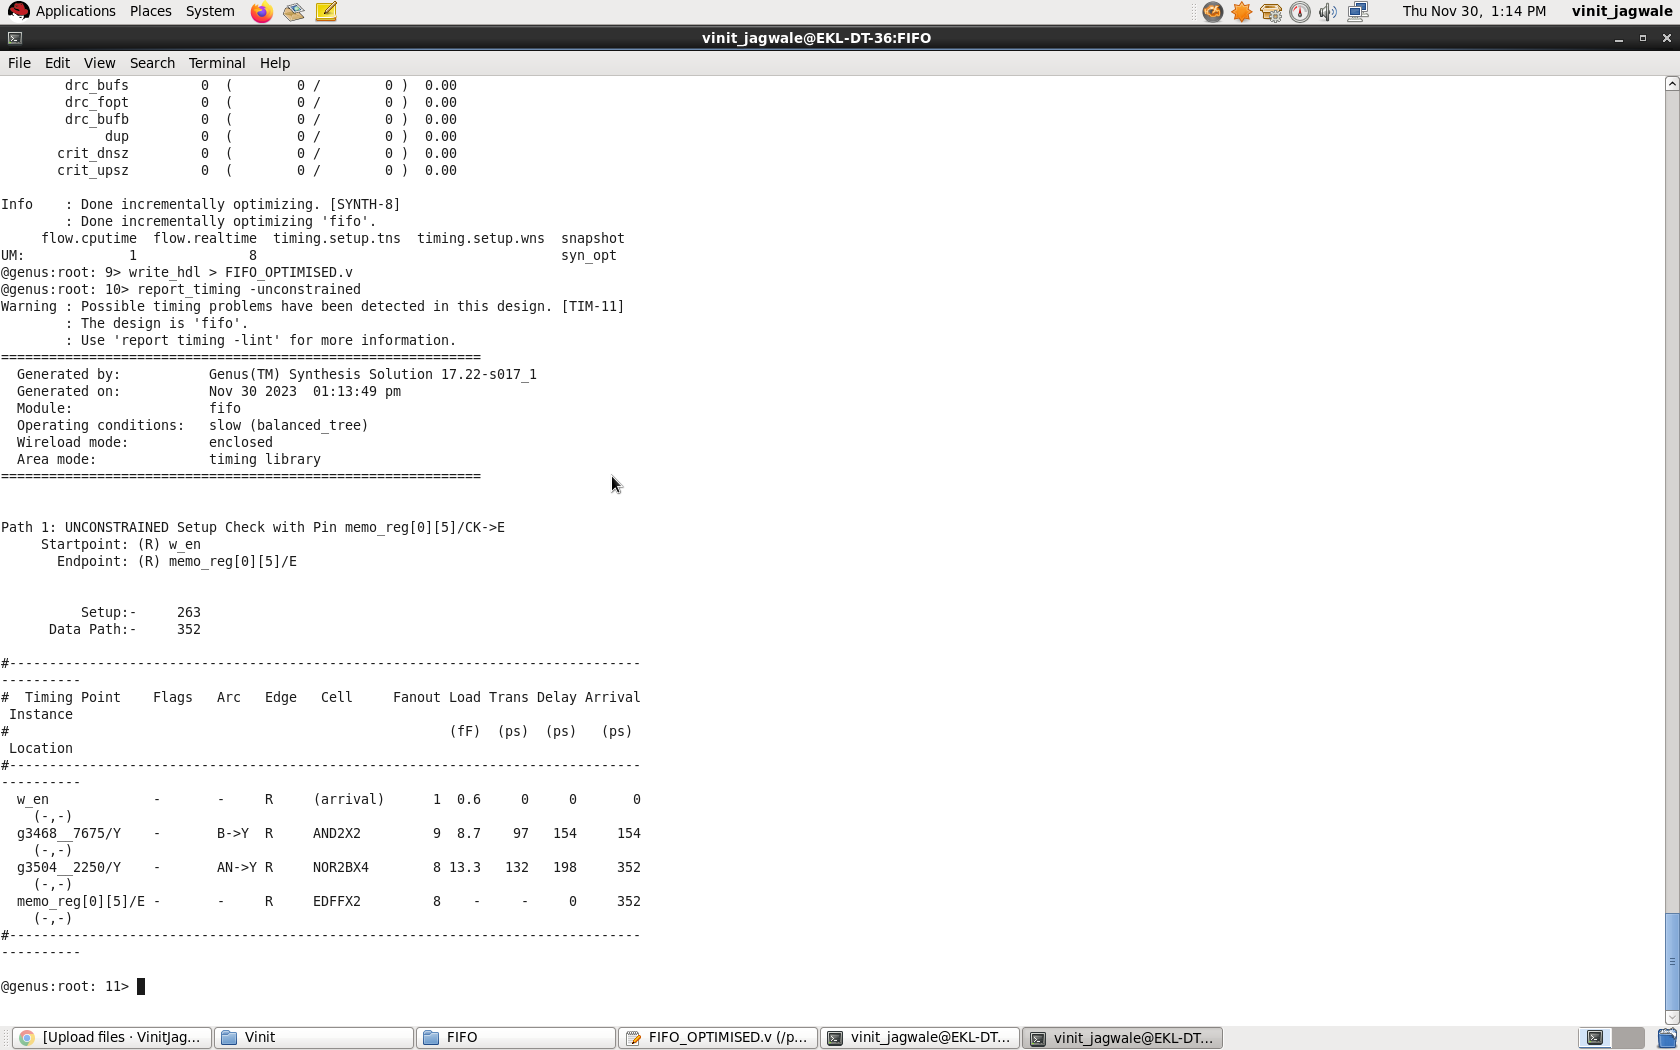 Applications Places System Thu Nov 30, 1:14 PM vinit_jagwale
vinit_jagwale@EKL-DT-36:FIFO
File Edit View Search Terminal Help
drc_bufs 0 ( 0 / 0 ) 0.00
drc_fopt 0 ( 0 / 0 ) 0.00
drc_bufb 0 ( 0 / 0 ) 0.00
dup 0 ( 0 / 0 ) 0.00
crit_dnsz 0 ( 0 / 0 ) 0.00
crit_upsz 0 ( 0 / 0 ) 0.00
Info : Done incrementally optimizing. [SYNTH-8]
: Done incrementally optimizing 'fifo'.
flow.cputime flow.realtime timing.setup.tns timing.setup.wns snapshot
UM: 1 8 syn_opt
@genus:root: 9> write_hdl > FIFO_OPTIMISED.v
@genus:root: 10> report_timing -unconstrained
Warning : Possible timing problems have been detected in this design. [TIM-11]
: The design is 'fifo'.
: Use 'report timing -lint' for more information.
============================================================
Generated by: Genus(TM) Synthesis Solution 17.22-s017_1
Generated on: Nov 30 2023 01:13:49 pm
Module: fifo
Operating conditions: slow (balanced_tree)
Wireload mode: enclosed
Area mode: timing library
============================================================
Path 1: UNCONSTRAINED Setup Check with Pin memo_reg[0][5]/CK->E
Startpoint: (R) w_en
Endpoint: (R) memo_reg[0][5]/E
Setup:- 263
Data Path:- 352
#-------------------------------------------------------------------------------
----------
# Timing Point Flags Arc Edge Cell Fanout Load Trans Delay Arrival
Instance
# (fF) (ps) (ps) (ps)
Location
#-------------------------------------------------------------------------------
----------
w_en - - R (arrival) 1 0.6 0 0 0
(-,-)
g3468__7675/Y - B->Y R AND2X2 9 8.7 97 154 154
(-,-)
g3504__2250/Y - AN->Y R NOR2BX4 8 13.3 132 198 352
(-,-)
memo_reg[0][5]/E - - R EDFFX2 8 - - 0 352
(-,-)
#-------------------------------------------------------------------------------
----------
@genus:root: 11>
[Upload files · VinitJag... Vinit FIFO FIFO_OPTIMISED.v (/p... vinit_jagwale@EKL-DT... vinit_jagwale@EKL-DT...